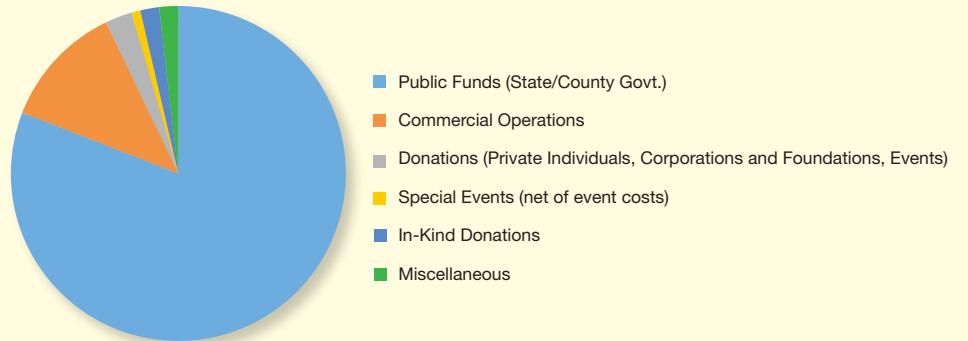 Public Funds (State/County Govt.)
Commercial Operations
Donations (Private Individuals, Corporations and Foundations, Events)
Special Events (net of event costs)
In-Kind Donations
Miscellaneous